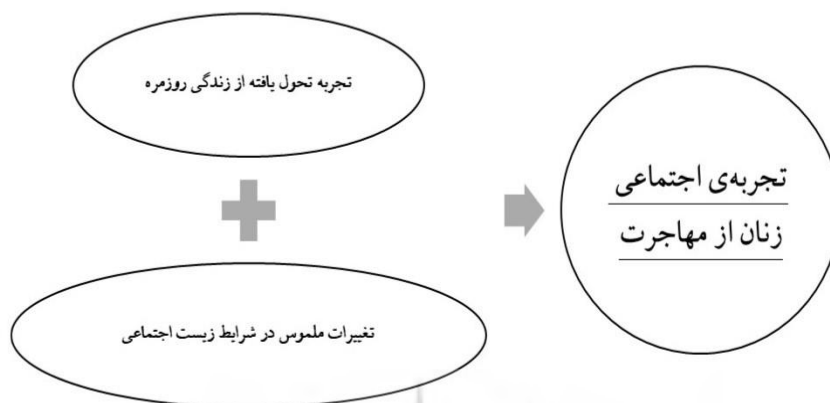 تجربه تحول یافته از زندگی روزمره
تجربه‌ی اجتماعی
زنان از مهاجرت
تغییرات ملموس در شرایط زیست اجتماعی